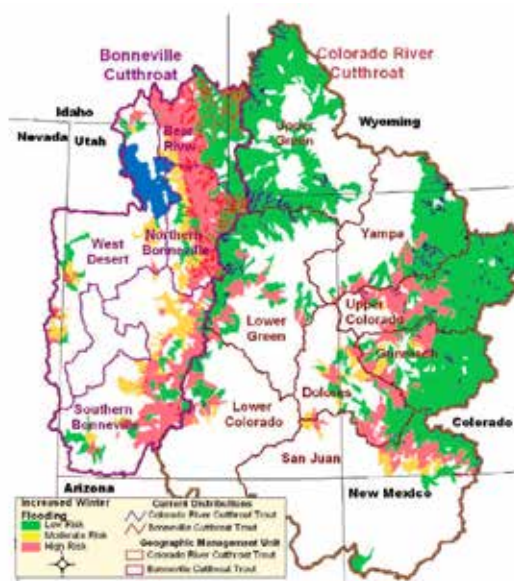 Bonneville
Cutthroat
Colorado River
Cutthroat
Idaho
Nevada
Utah
Bear
River
Upper
Green
Wyoming
West
Desert
Northern
Bonneville
Yampa
Upper
Colorado
Lower
Green
Gunnison
Dolores
Southern
Bonneville
Lower
Colorado
Colorado
San Juan
Arizona
New Mexico
Increased Winter
Flooding
Low Risk
Moderate Risk
High Risk
Current Distributions
Colorado River Cutthroat Trout
Bonneville Cutthroat Trout
Geographic Management Unit
Colorado River Cutthroat Trout
Bonneville Cutthroat Trout